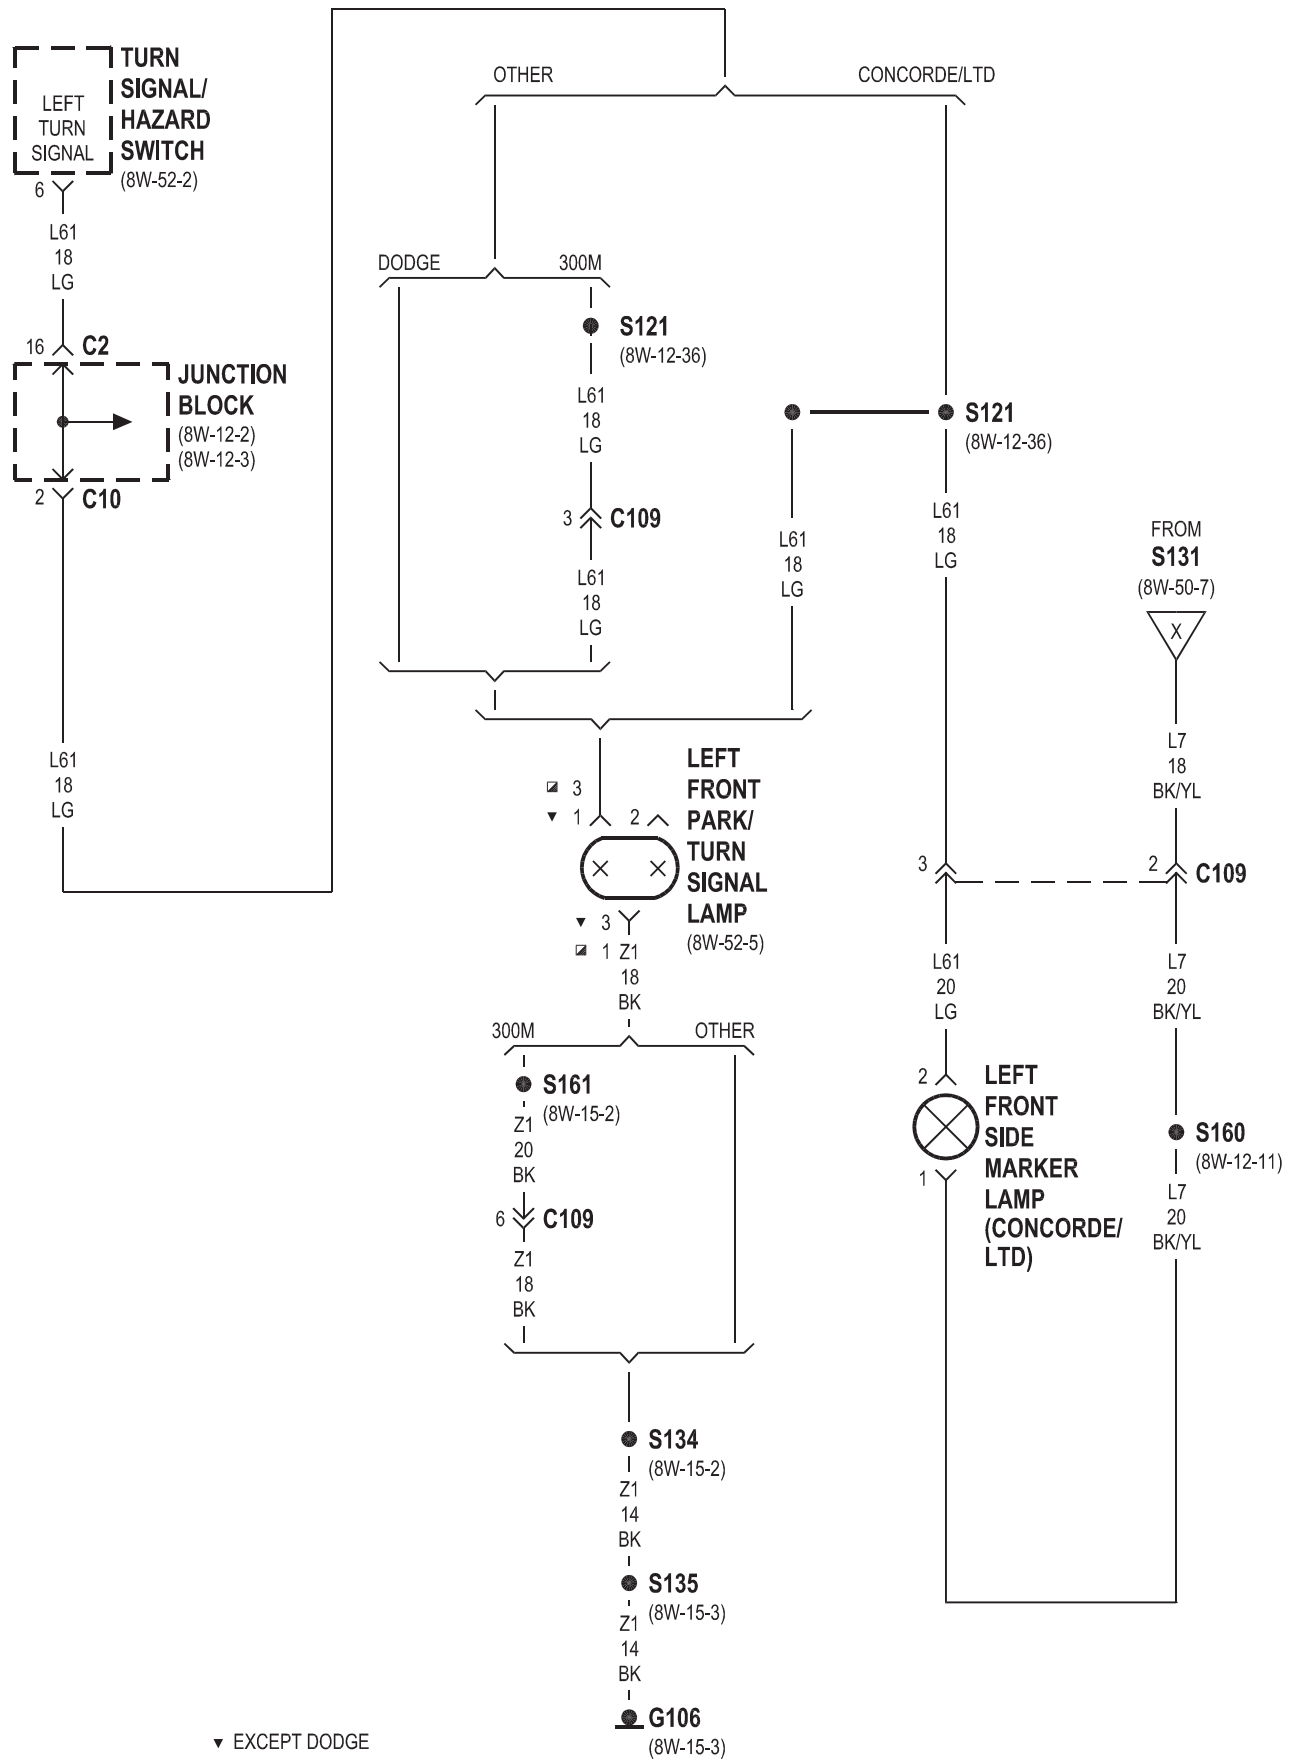 TURN
SIGNAL/
HAZARD
SWITCH
(8W-52-2)
LEFT
TURN
SIGNAL
6
L61
18
LG
16
C2
JUNCTION
BLOCK
(8W-12-2)
(8W-12-3)
2
C10
L61
18
LG
OTHER
CONCORDE/LTD
DODGE
300M
S121
(8W-12-36)
L61
18
LG
3
C109
L61
18
LG
S121
(8W-12-36)
L61
18
LG
L61
18
LG
FROM
S131
(8W-50-7)
X
L7
18
BK/YL
3
2
C109
L61
20
LG
L7
20
BK/YL
3
1
2
LEFT
FRONT
PARK/
TURN
SIGNAL
LAMP
(8W-52-5)
3
1
Z1
18
BK
300M
OTHER
S161
(8W-15-2)
Z1
20
BK
6
C109
Z1
18
BK
2
LEFT
FRONT
SIDE
MARKER
LAMP
(CONCORDE/
LTD)
1
S160
(8W-12-11)
L7
20
BK/YL
S134
(8W-15-2)
Z1
14
BK
S135
(8W-15-3)
Z1
14
BK
G106
(8W-15-3)
▼ EXCEPT DODGE